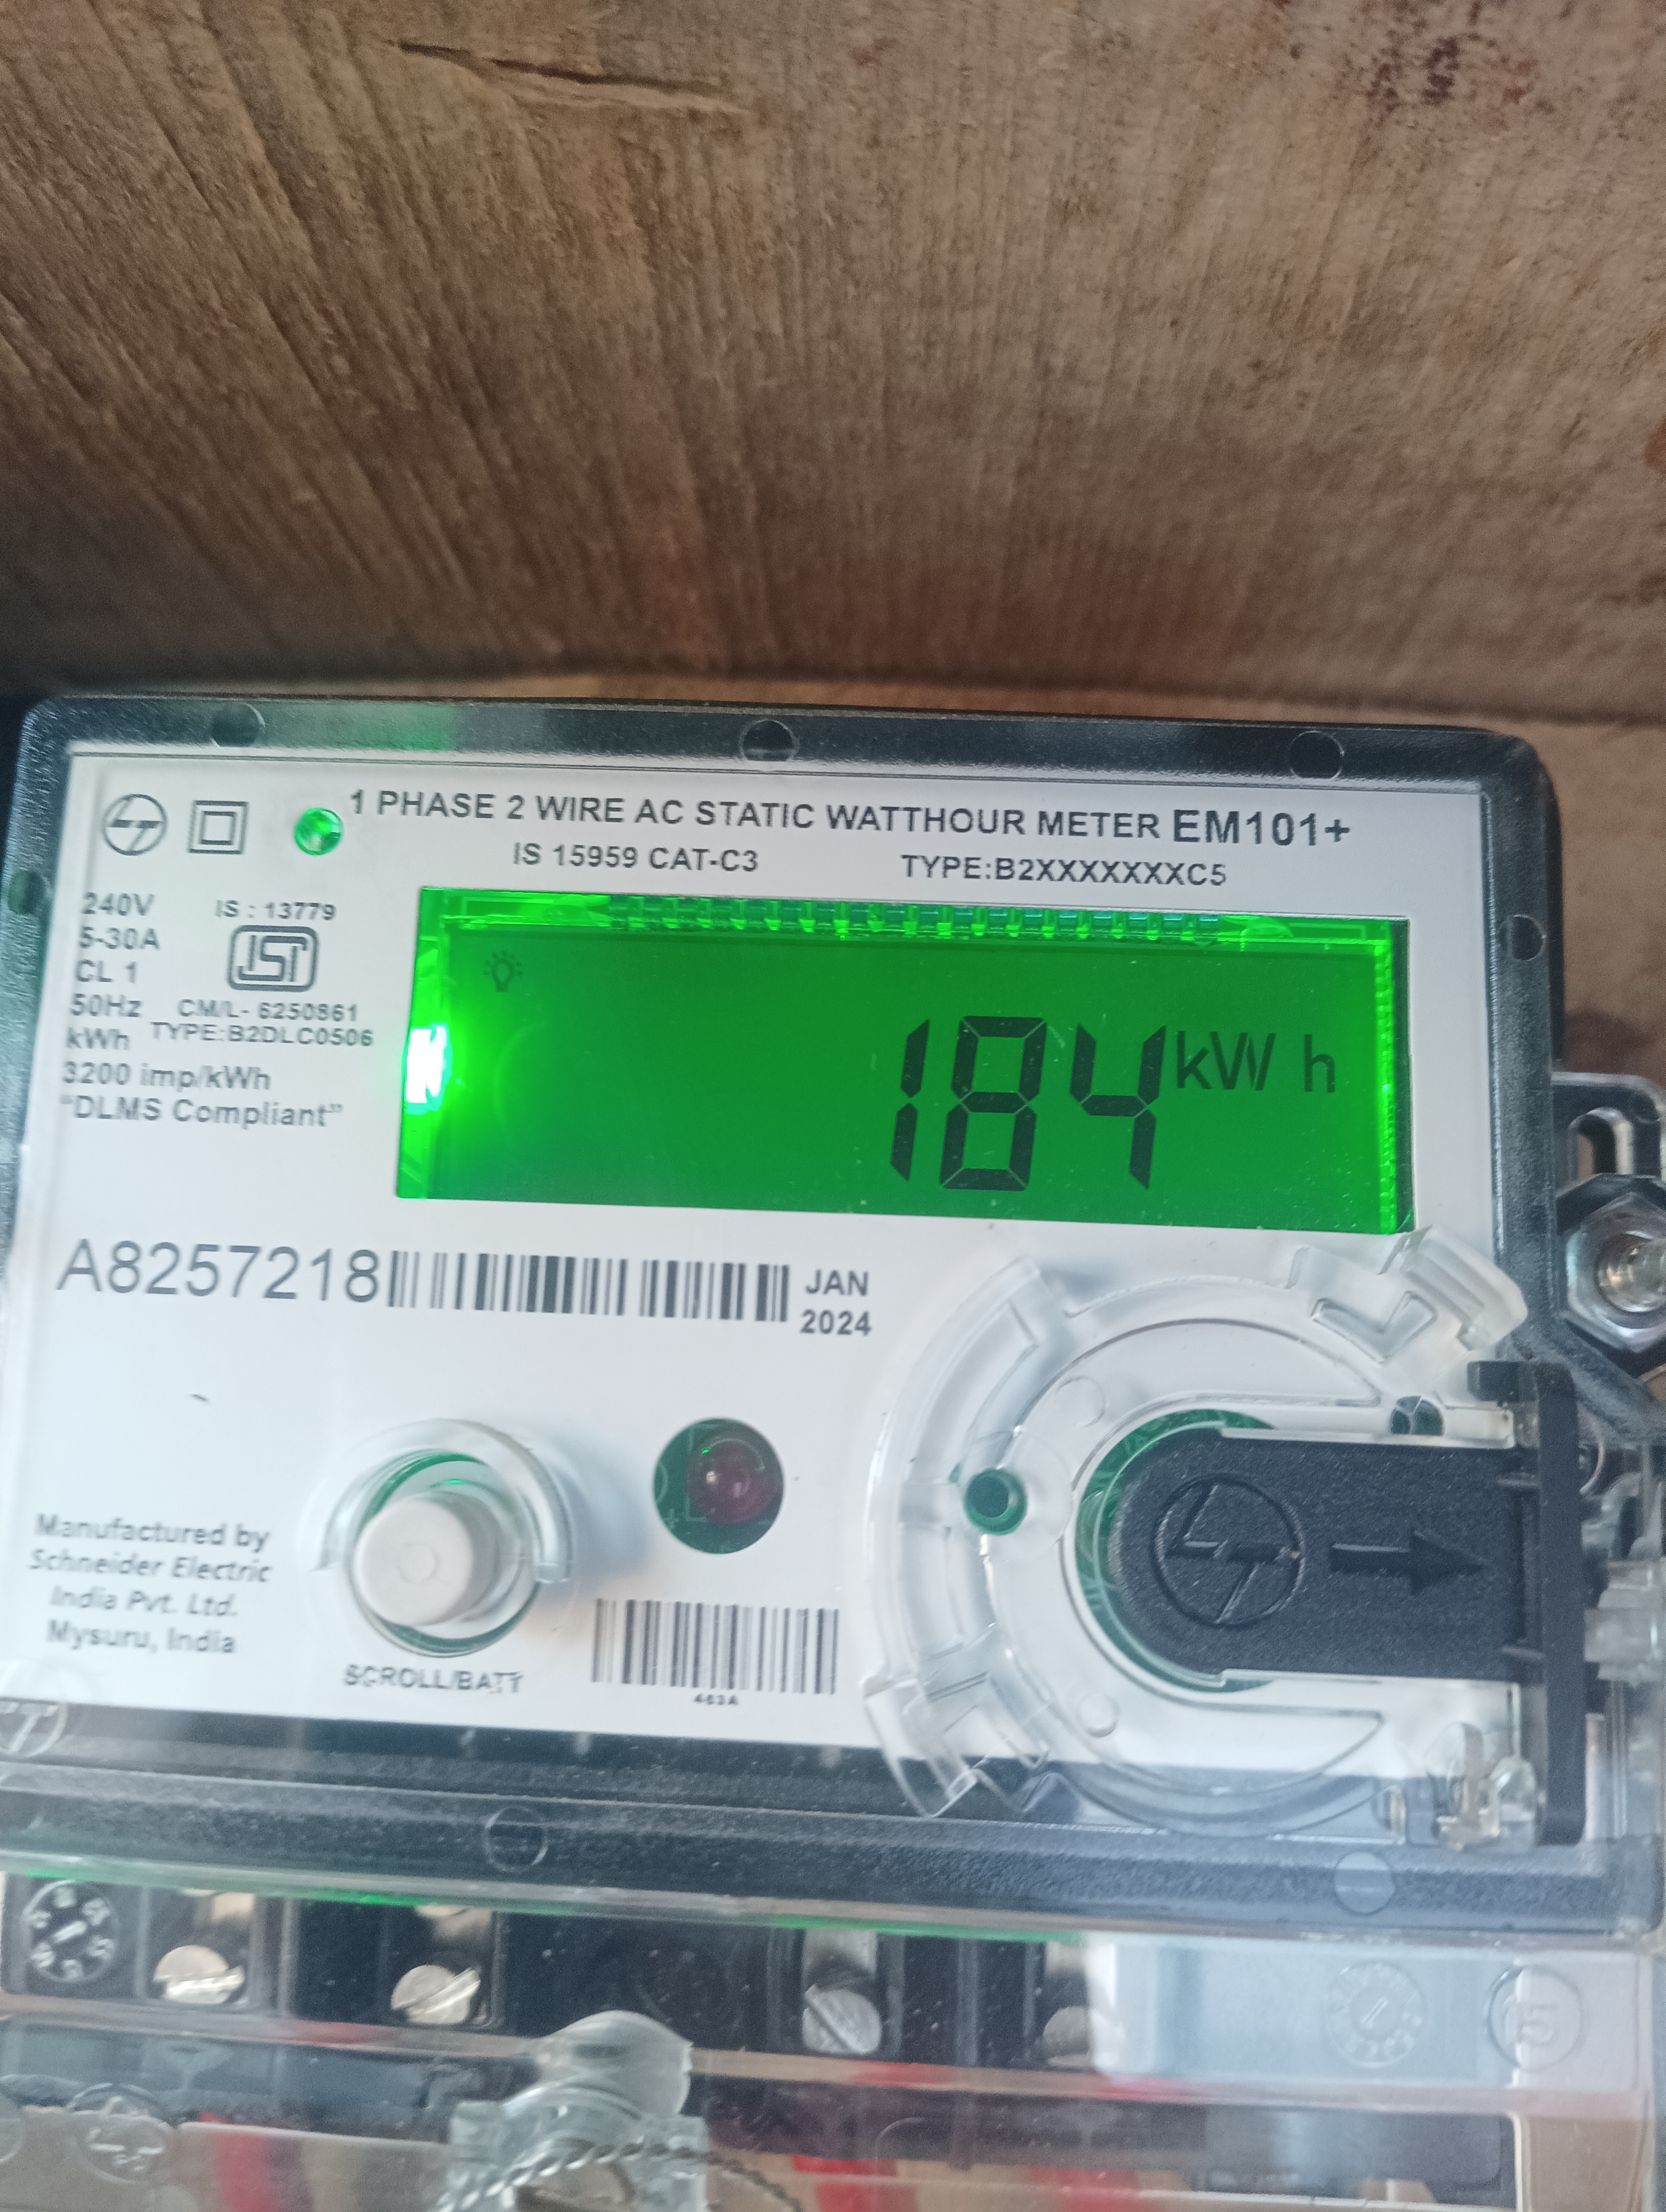 1 PHASE 2 WIRE AC STATIC WATTHOUR METER EM101+
IS 15959 CAT-C3 TYPE:B2XXXXXXXC5
240V IS : 13779
5-30A
CL 1
50Hz CM/L- 6250861
kWh TYPE:B2DLC0506
3200 imp/kWh
"DLMS Compliant"
184 kW h
A8257218
JAN
2024
Manufactured by
Schneider Electric
India Pvt. Ltd.
Mysuru, India
SCROLL/BATT
463A